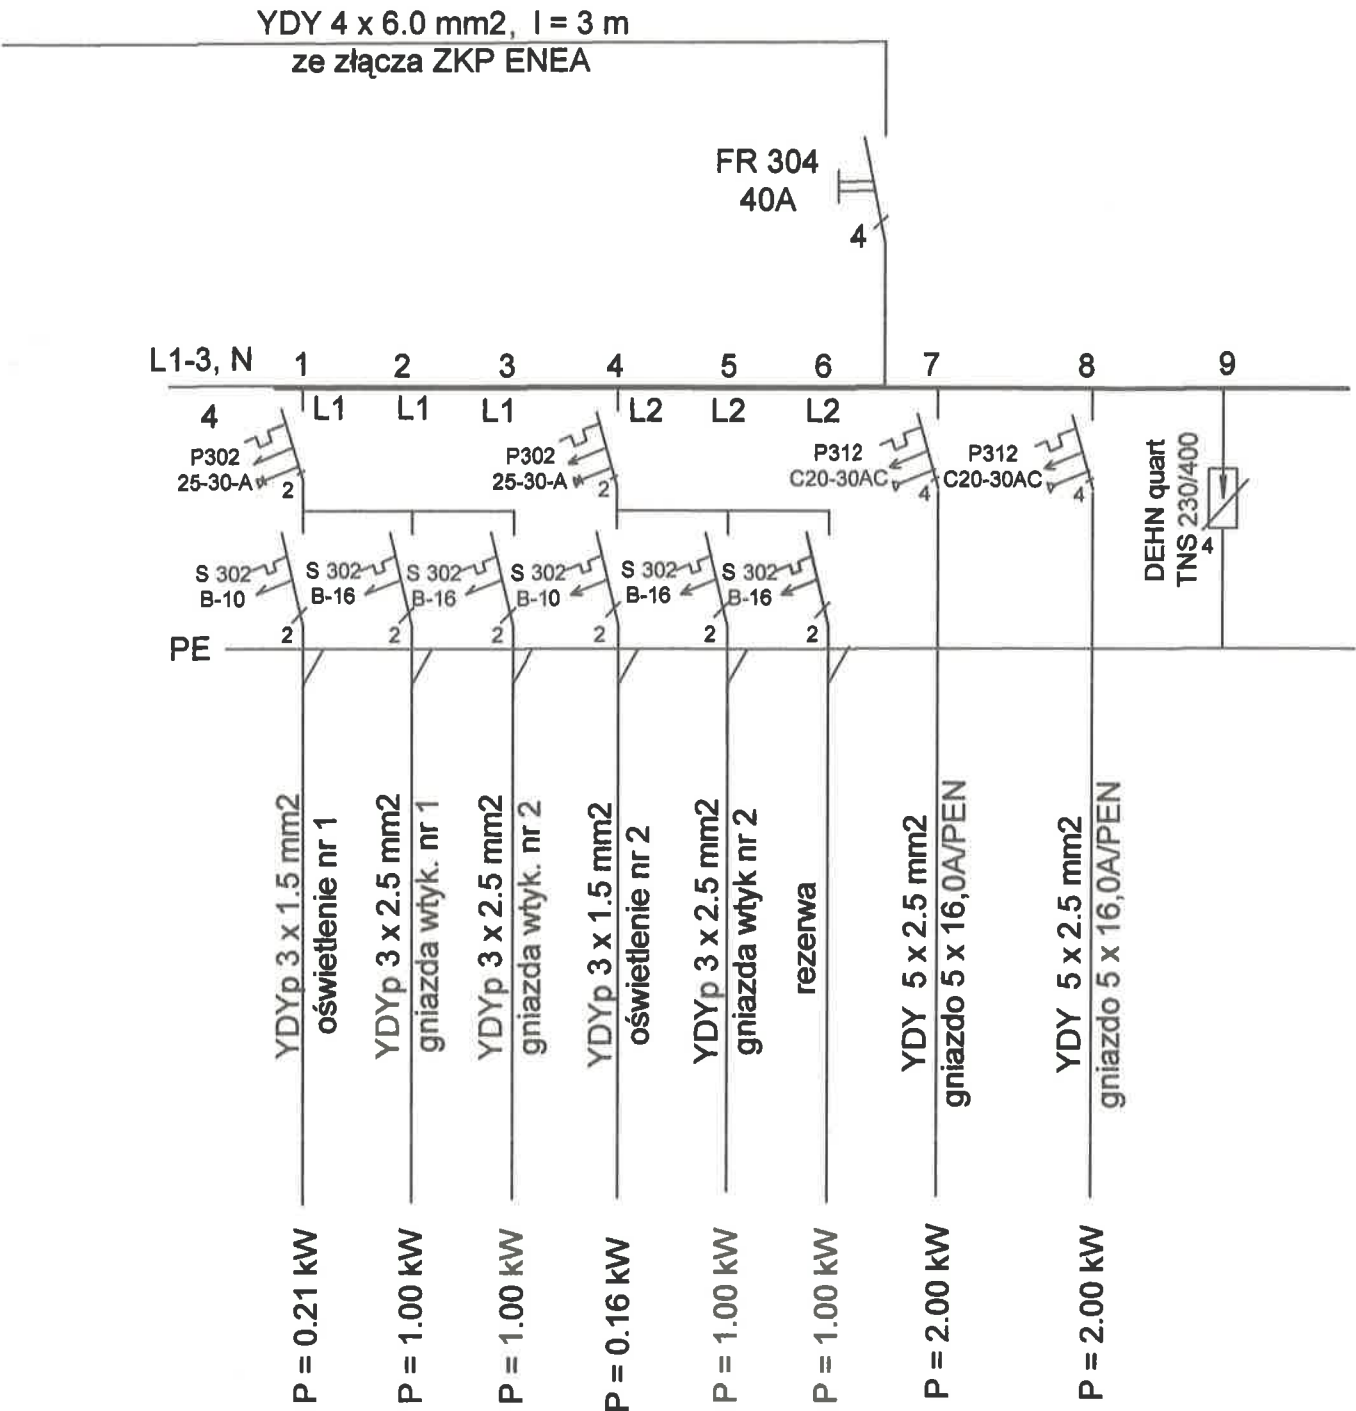 YDY 4 x 6.0 mm2, l = 3 m
ze złącza ZKP ENEA
FR 304
40A
4
L1-3, N 1 2 3 4 5 6 7 8 9
4 L1 L1 L1 L2 L2 L2
P302
25-30-A
2
P302
25-30-A
2
P312
C20-30AC
4
P312
C20-30AC
4
DEHN quart
TNS 230/400
4
S 302
B-10
2
S 302
B-16
2
S 302
B-16
2
S 302
B-10
2
S 302
B-16
2
S 302
B-16
2
PE
YDYp 3 x 1.5 mm2
oświetlenie nr 1
YDYp 3 x 2.5 mm2
gniazda wtyk. nr 1
YDYp 3 x 2.5 mm2
gniazda wtyk. nr 2
YDYp 3 x 1.5 mm2
oświetlenie nr 2
YDYp 3 x 2.5 mm2
gniazda wtyk nr 2
rezerwa
YDY 5 x 2.5 mm2
gniazdo 5 x 16,0A/PEN
YDY 5 x 2.5 mm2
gniazdo 5 x 16,0A/PEN
P = 0.21 kW
P = 1.00 kW
P = 1.00 kW
P = 0.16 kW
P = 1.00 kW
P = 1.00 kW
P = 2.00 kW
P = 2.00 kW